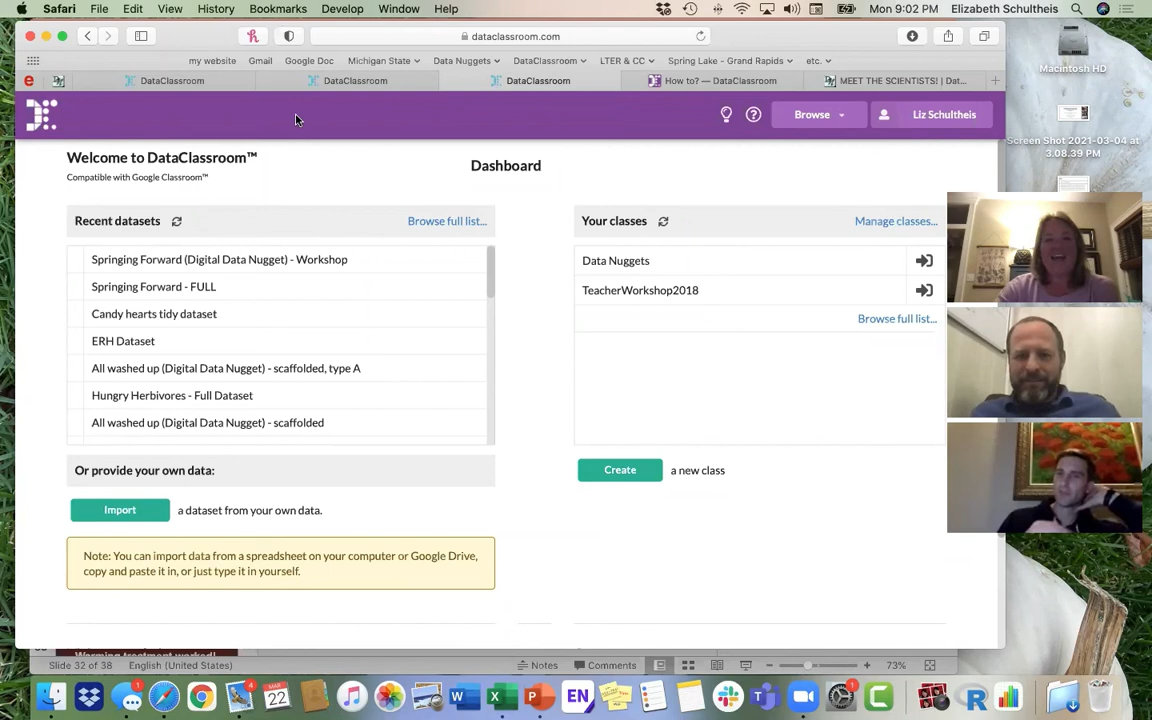 Safari File Edit View History Bookmarks Develop Window Help Mon 9:02 PM Elizabeth Schultheis
dataclassroom.com
my website Gmail Google Doc Michigan State Data Nuggets DataClassroom LTER & CC Spring Lake - Grand Rapids etc.
DataClassroom DataClassroom DataClassroom How to? — DataClassroom MEET THE SCIENTISTS! | Dat...
Macintosh HD
Browse Liz Schultheis
Screen Shot 2021-03-04 at 3.08.39 PM
Welcome to DataClassroom™
Compatible with Google Classroom™
Dashboard
Recent datasets Browse full list...
Springing Forward (Digital Data Nugget) - Workshop
Springing Forward - FULL
Candy hearts tidy dataset
ERH Dataset
All washed up (Digital Data Nugget) - scaffolded, type A
Hungry Herbivores - Full Dataset
All washed up (Digital Data Nugget) - scaffolded
Or provide your own data:
Import a dataset from your own data.
Note: You can import data from a spreadsheet on your computer or Google Drive,
copy and paste it in, or just type it in yourself.
Your classes Manage classes...
Data Nuggets
TeacherWorkshop2018
Browse full list...
Create a new class
Slide 32 of 38 English (United States) Notes Comments 73%
MAR
22
EN